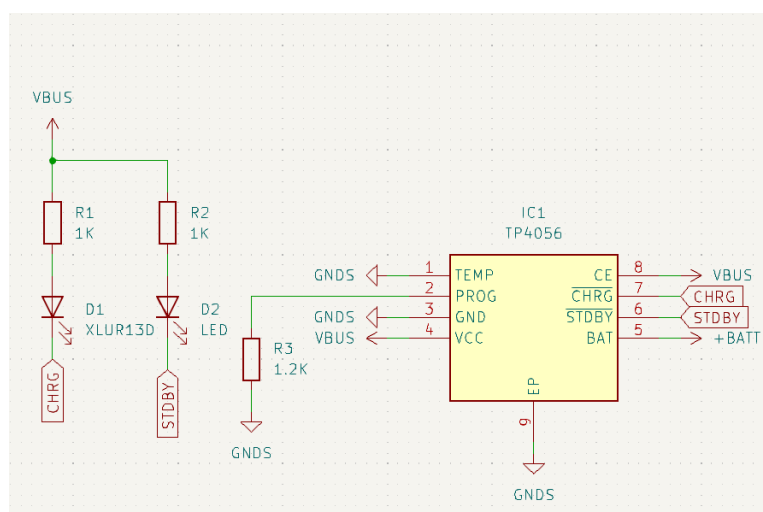 VBUS
R1
1K
R2
1K
D1
XLUR13D
D2
LED
CHRG
STDBY
R3
1.2K
GNDS
IC1
TP4056
GNDS
1
TEMP
2
PROG
GNDS
3
GND
VBUS
4
VCC
CE
8
VBUS
CHRG
7
CHRG
STDBY
6
STDBY
BAT
5
+BATT
EP
9
GNDS